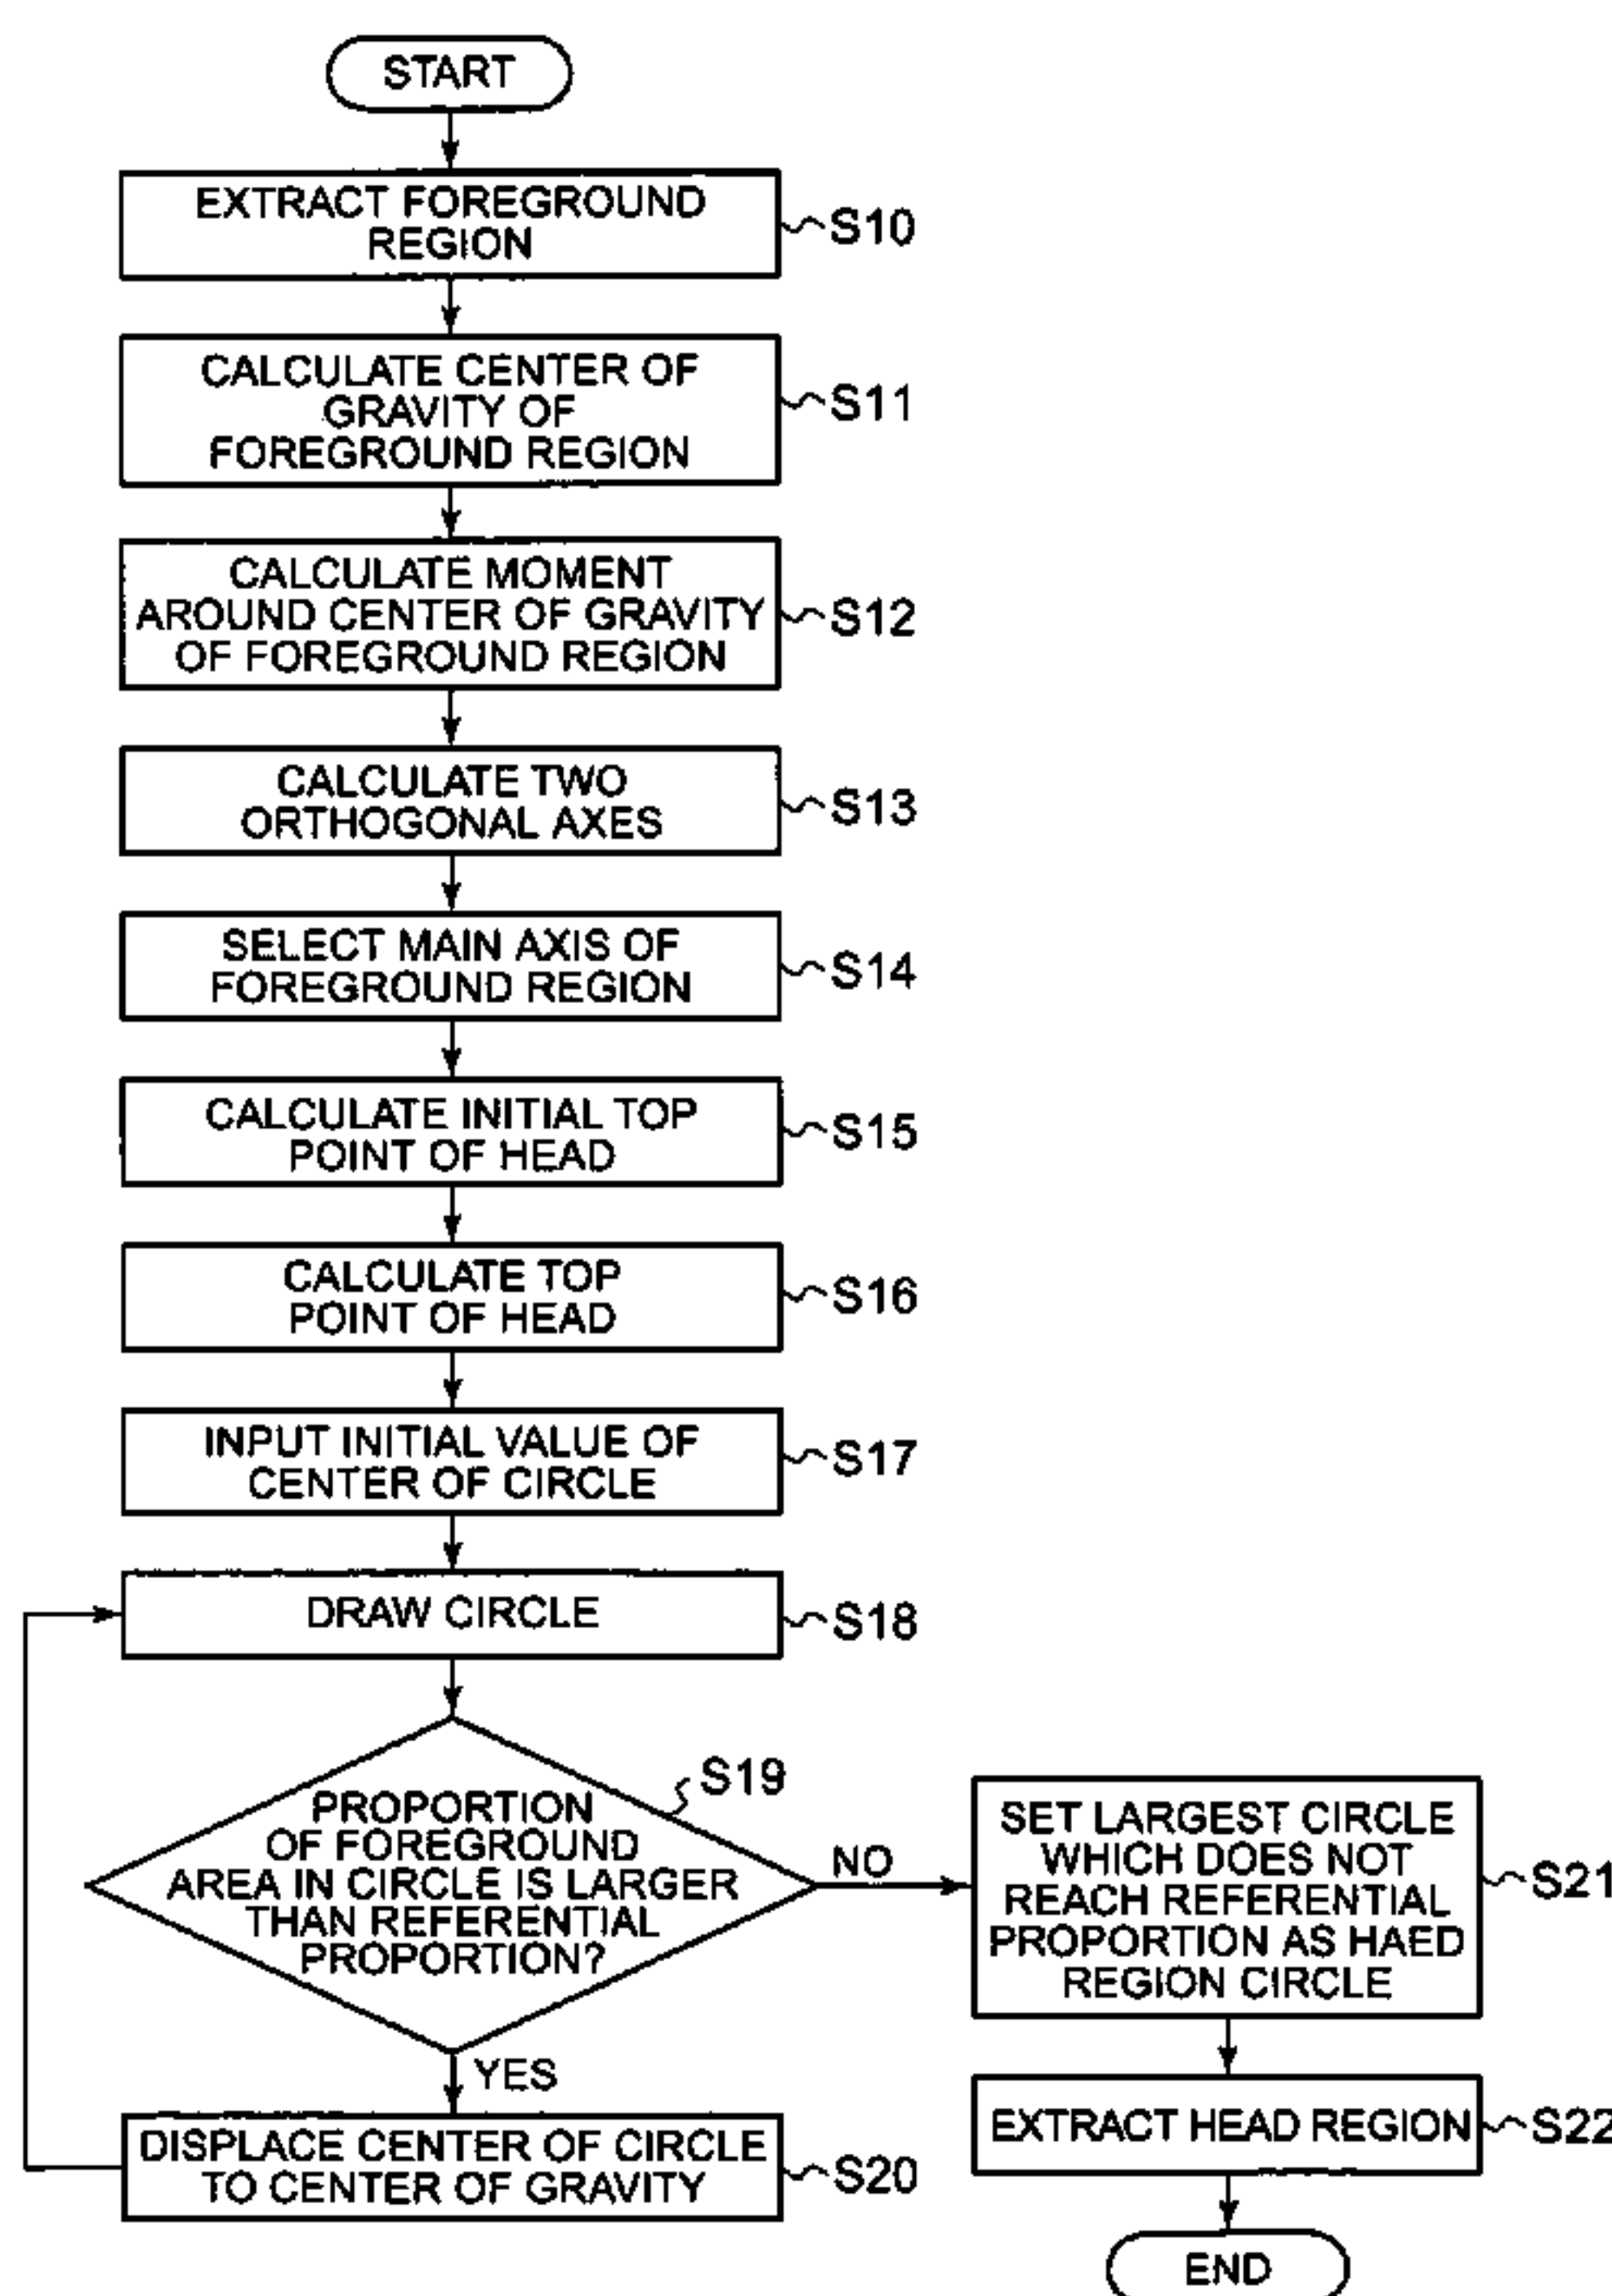 START
EXTRACT FOREGROUND
REGION
S10
CALCULATE CENTER OF
GRAVITY OF
FOREGROUND REGION
S11
CALCULATE MOMENT
AROUND CENTER OF GRAVITY
OF FOREGROUND REGION
S12
CALCULATE TWO
ORTHOGONAL AXES
S13
SELECT MAIN AXIS OF
FOREGROUND REGION
S14
CALCULATE INITIAL TOP
POINT OF HEAD
S15
CALCULATE TOP
POINT OF HEAD
S16
INPUT INITIAL VALUE OF
CENTER OF CIRCLE
S17
DRAW CIRCLE
S18
S19
PROPORTION
OF FOREGROUND
AREA IN CIRCLE IS LARGER
THAN REFERENTIAL
PROPORTION?
NO
YES
DISPLACE CENTER OF CIRCLE
TO CENTER OF GRAVITY
S20
SET LARGEST CIRCLE
WHICH DOES NOT
REACH REFERENTIAL
PROPORTION AS HAED
REGION CIRCLE
S21
EXTRACT HEAD REGION
S22
END